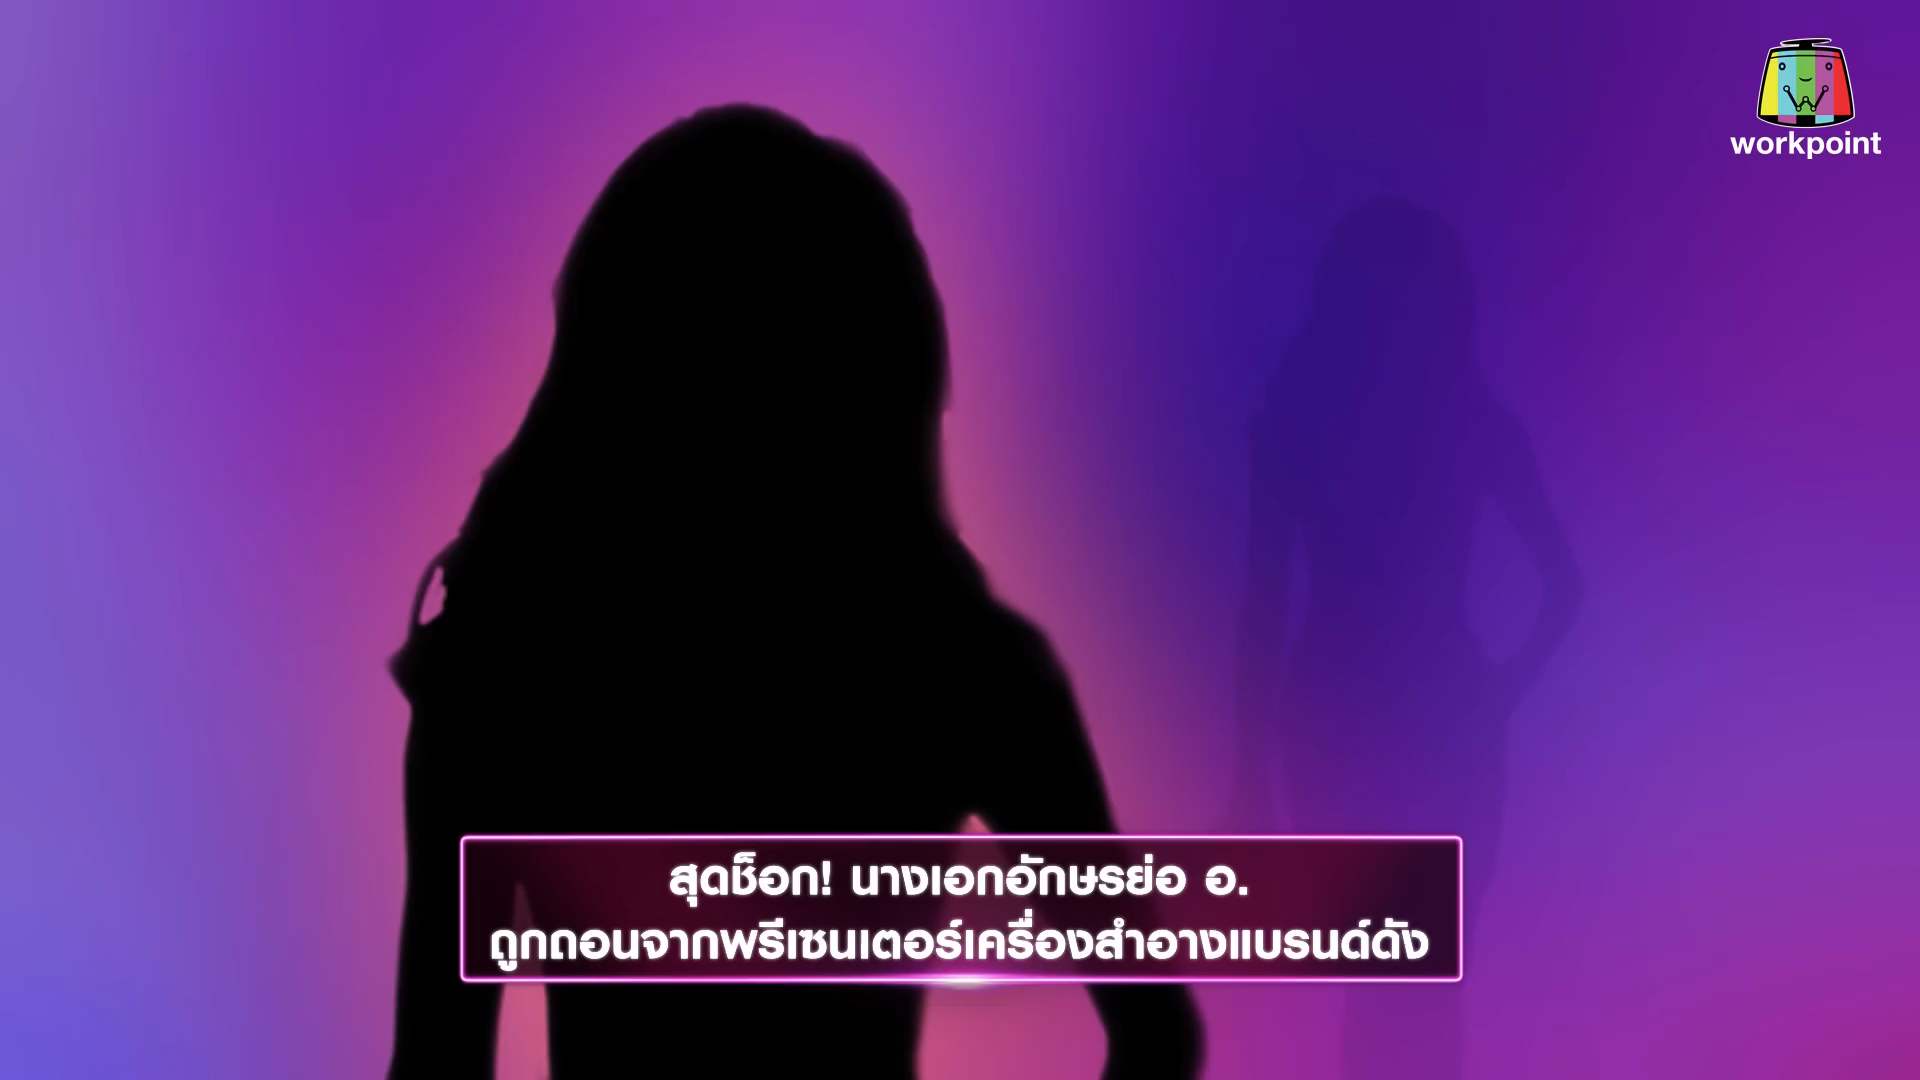 workpoint
สุดช็อก! นางเอกอักษรย่อ อ.
ถูกถอนจากพรีเซนเตอร์เครื่องสำอางแบรนด์ดัง